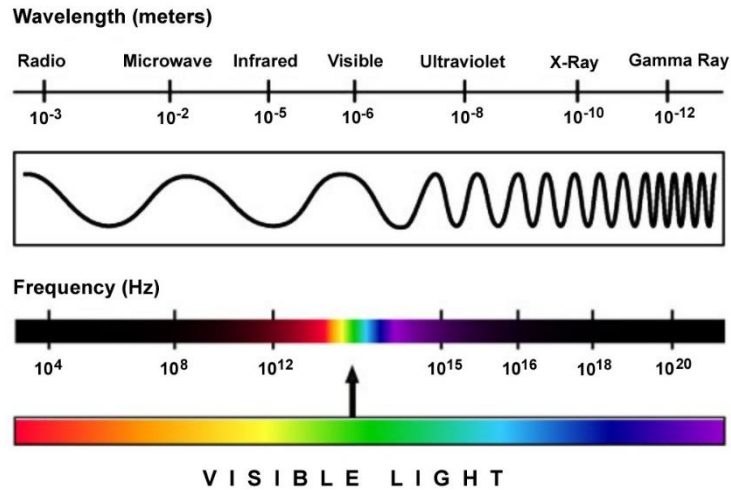 Wavelength (meters)
Radio Microwave Infrared Visible Ultraviolet X-Ray Gamma Ray
10⁻³ 10⁻² 10⁻⁵ 10⁻⁶ 10⁻⁸ 10⁻¹⁰ 10⁻¹²
Frequency (Hz)
10⁴ 10⁸ 10¹² 10¹⁵ 10¹⁶ 10¹⁸ 10²⁰
VISIBLE LIGHT